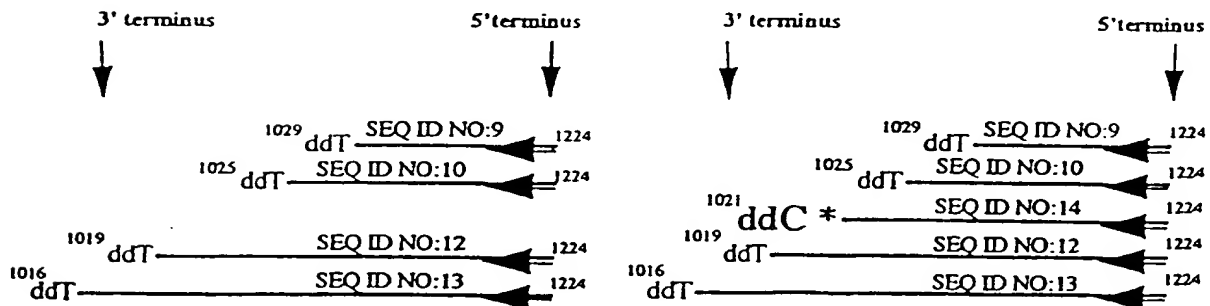 3' terminus
5'terminus
1029 ddT SEQ ID NO:9 1224
1025 ddT SEQ ID NO:10 1224
1019 ddT SEQ ID NO:12 1224
1016 ddT SEQ ID NO:13 1224
3' terminus
5'terminus
1029 ddT SEQ ID NO:9 1224
1025 ddT SEQ ID NO:10 1224
1021 ddC * SEQ ID NO:14 1224
1019 ddT SEQ ID NO:12 1224
1016 ddT SEQ ID NO:13 1224